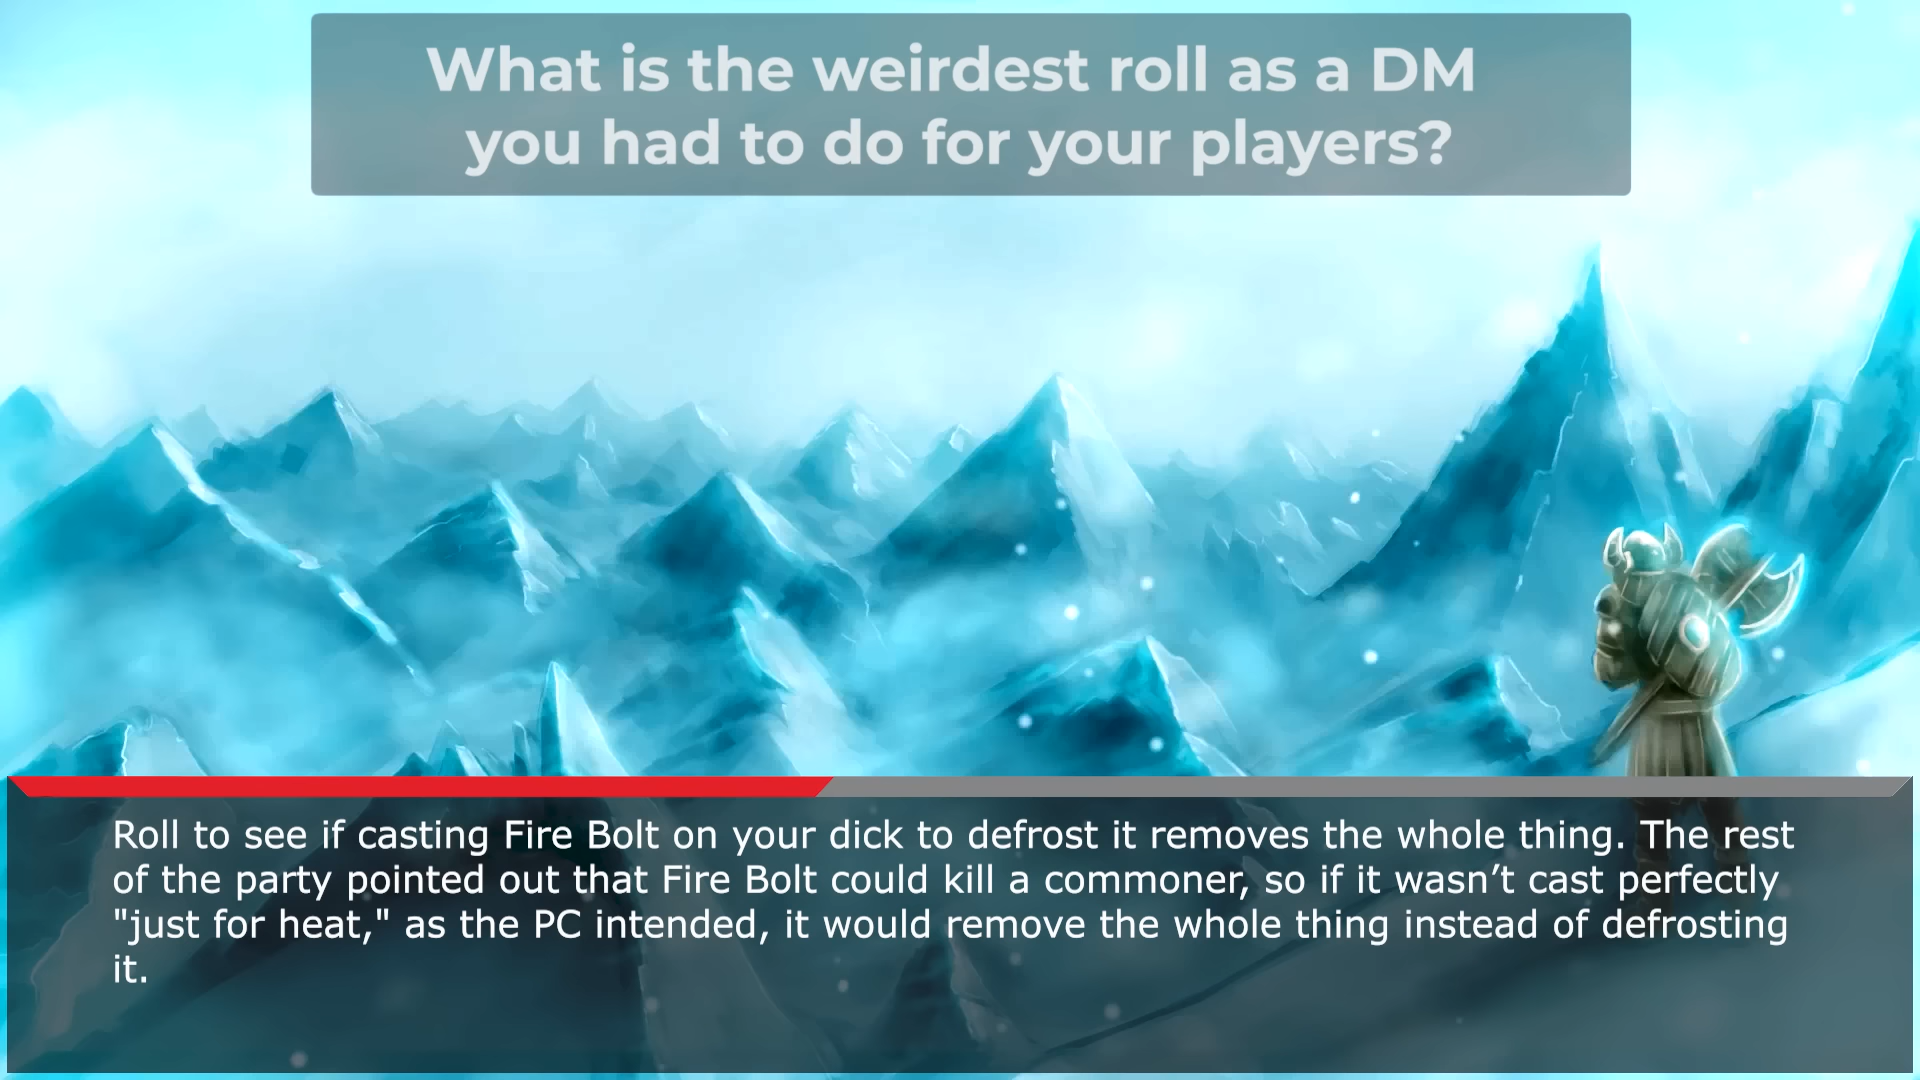 What is the weirdest roll as a DM
you had to do for your players?
Roll to see if casting Fire Bolt on your dick to defrost it removes the whole thing. The rest
of the party pointed out that Fire Bolt could kill a commoner, so if it wasn’t cast perfectly
"just for heat," as the PC intended, it would remove the whole thing instead of defrosting
it.